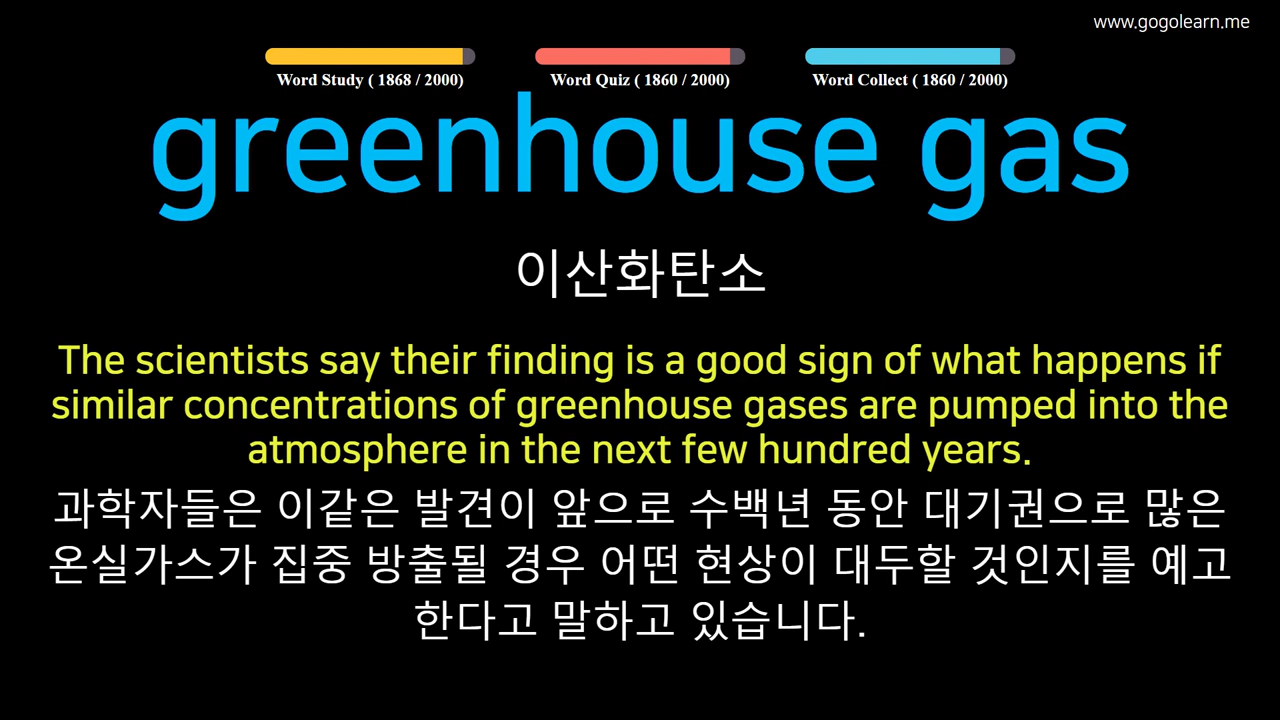 www.gogolearn.me
Word Study ( 1868 / 2000)
Word Quiz ( 1860 / 2000)
Word Collect ( 1860 / 2000)
greenhouse gas
이산화탄소
The scientists say their finding is a good sign of what happens if
similar concentrations of greenhouse gases are pumped into the
atmosphere in the next few hundred years.
과학자들은 이같은 발견이 앞으로 수백년 동안 대기권으로 많은
온실가스가 집중 방출될 경우 어떤 현상이 대두할 것인지를 예고
한다고 말하고 있습니다.